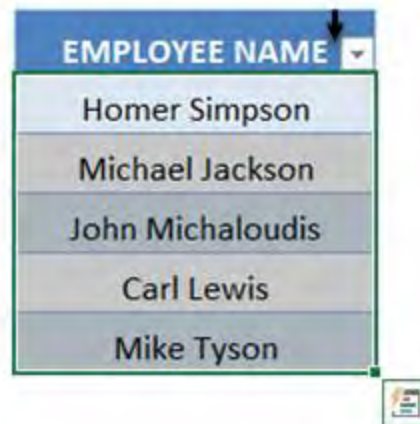 EMPLOYEE NAME
Homer Simpson
Michael Jackson
John Michaloudis
Carl Lewis
Mike Tyson